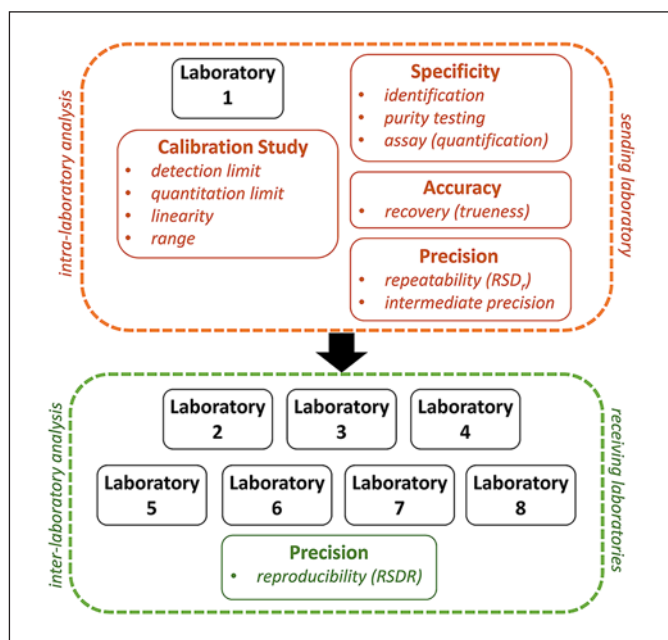 intra-laboratory analysis
Laboratory
1
Calibration Study
• detection limit
• quantitation limit
• linearity
• range
Specificity
• identification
• purity testing
• assay (quantification)
Accuracy
• recovery (trueness)
Precision
• repeatability (RSDr)
• intermediate precision
sending laboratory
inter-laboratory analysis
Laboratory
2
Laboratory
3
Laboratory
4
Laboratory
5
Laboratory
6
Laboratory
7
Laboratory
8
Precision
• reproducibility (RSDR)
receiving laboratories